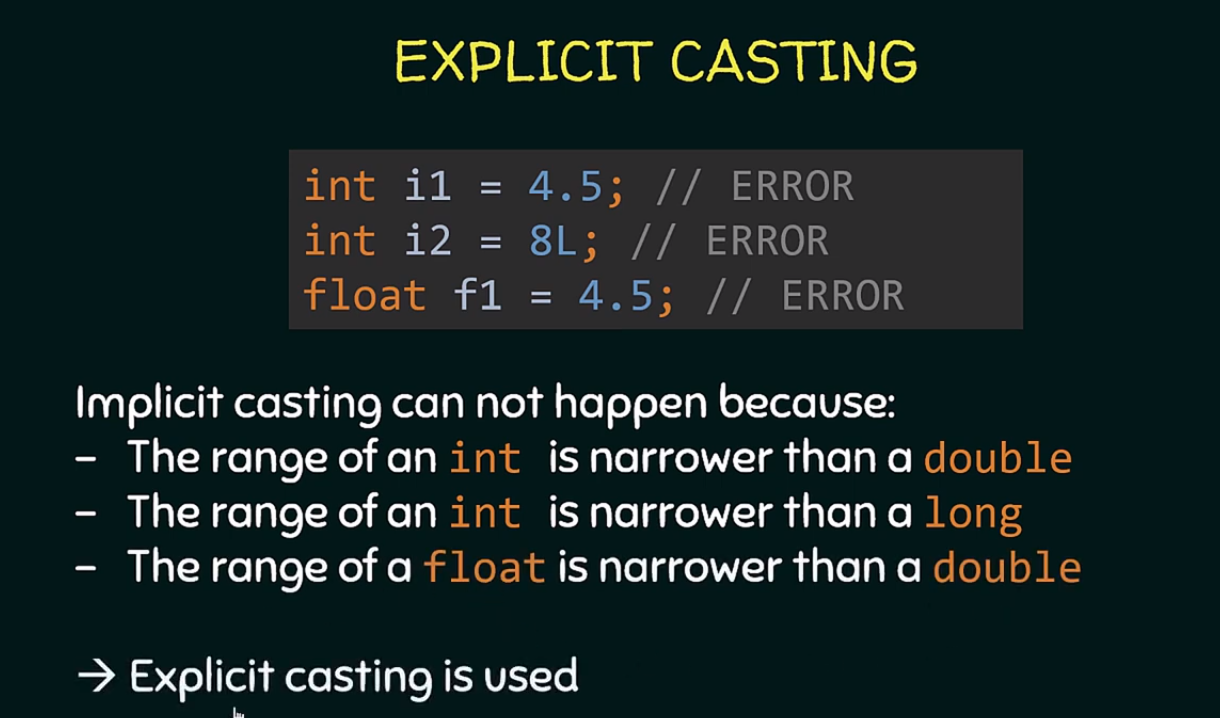 EXPLICIT CASTING
int i1 = 4.5; // ERROR
int i2 = 8L; // ERROR
float f1 = 4.5; // ERROR
Implicit casting can not happen because:
- The range of an int is narrower than a double
- The range of an int is narrower than a long
- The range of a float is narrower than a double
→ Explicit casting is used